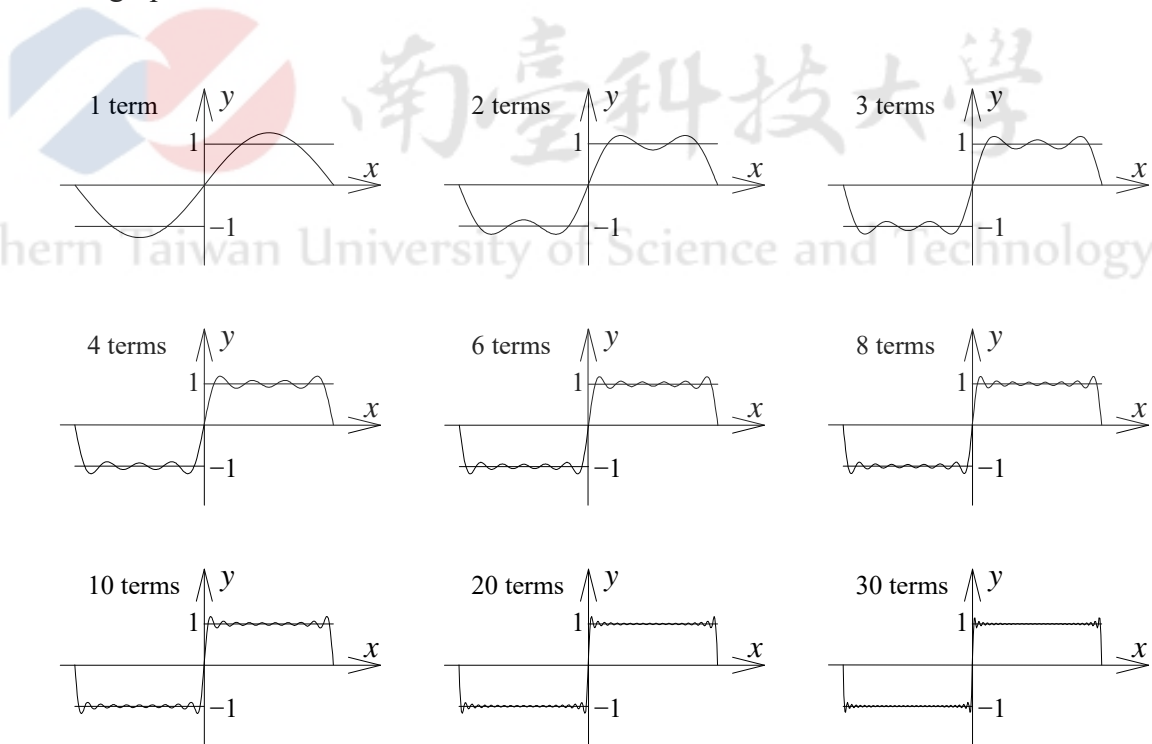 南臺科技大學
1 term y 2 terms y 3 terms y
1 x 1 x 1 x
−1 −1 −1
hern Taiwan University of Science and Technology
4 terms y 6 terms y 8 terms y
1 x 1 x 1 x
−1 −1 −1
10 terms y 20 terms y 30 terms y
1 x 1 x 1 x
−1 −1 −1